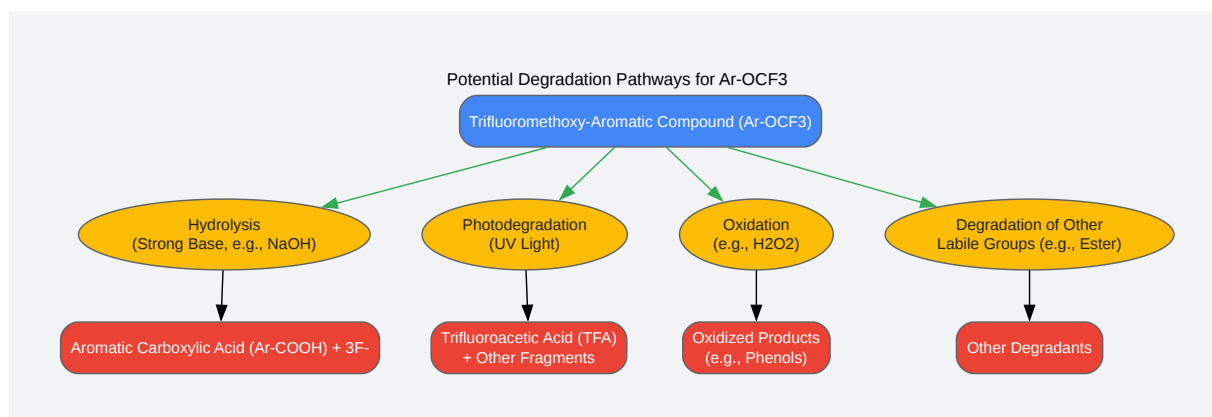 Potential Degradation Pathways for Ar-OCF3
Trifluoromethoxy-Aromatic Compound (Ar-OCF3)
Hydrolysis
(Strong Base, e.g., NaOH)
Photodegradation
(UV Light)
Oxidation
(e.g., H2O2)
Degradation of Other
Labile Groups (e.g., Ester)
Aromatic Carboxylic Acid (Ar-COOH) + 3F-
Trifluoroacetic Acid (TFA)
+ Other Fragments
Oxidized Products
(e.g., Phenols)
Other Degradants